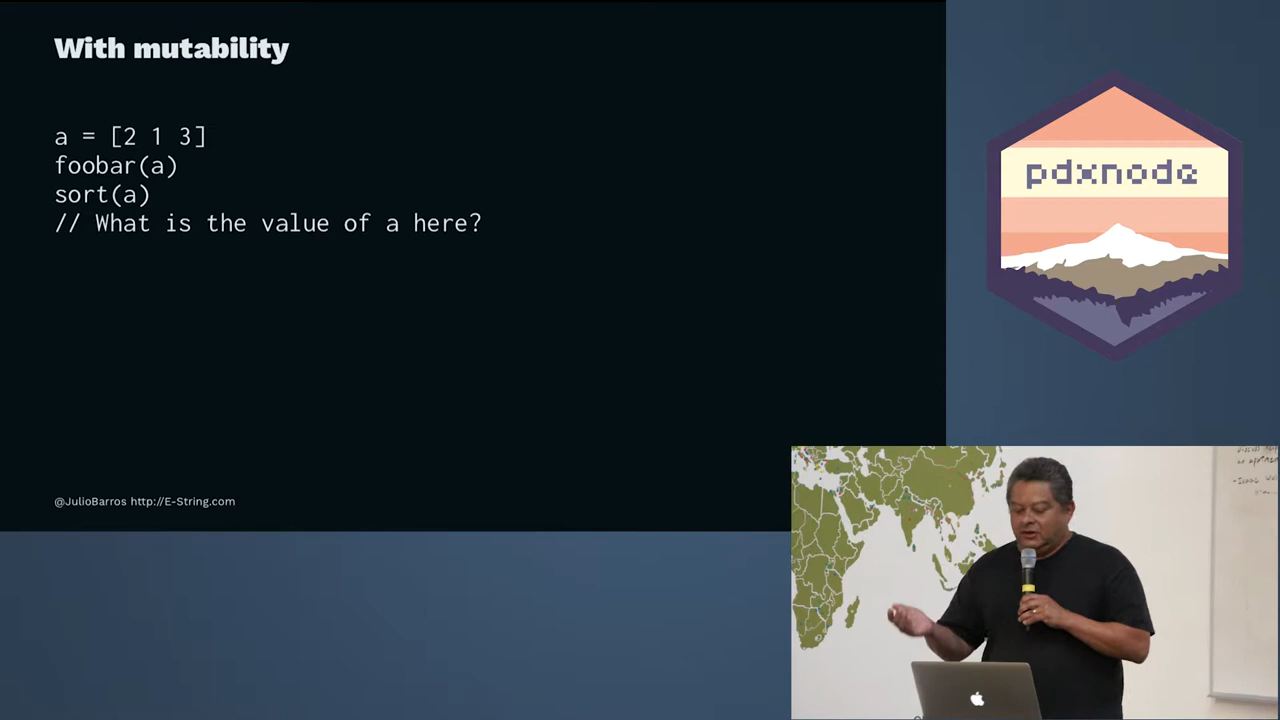 With mutability
a = [2 1 3]
foobar(a)
sort(a)
// What is the value of a here?
@JulioBarros http://E-String.com
pdxnode